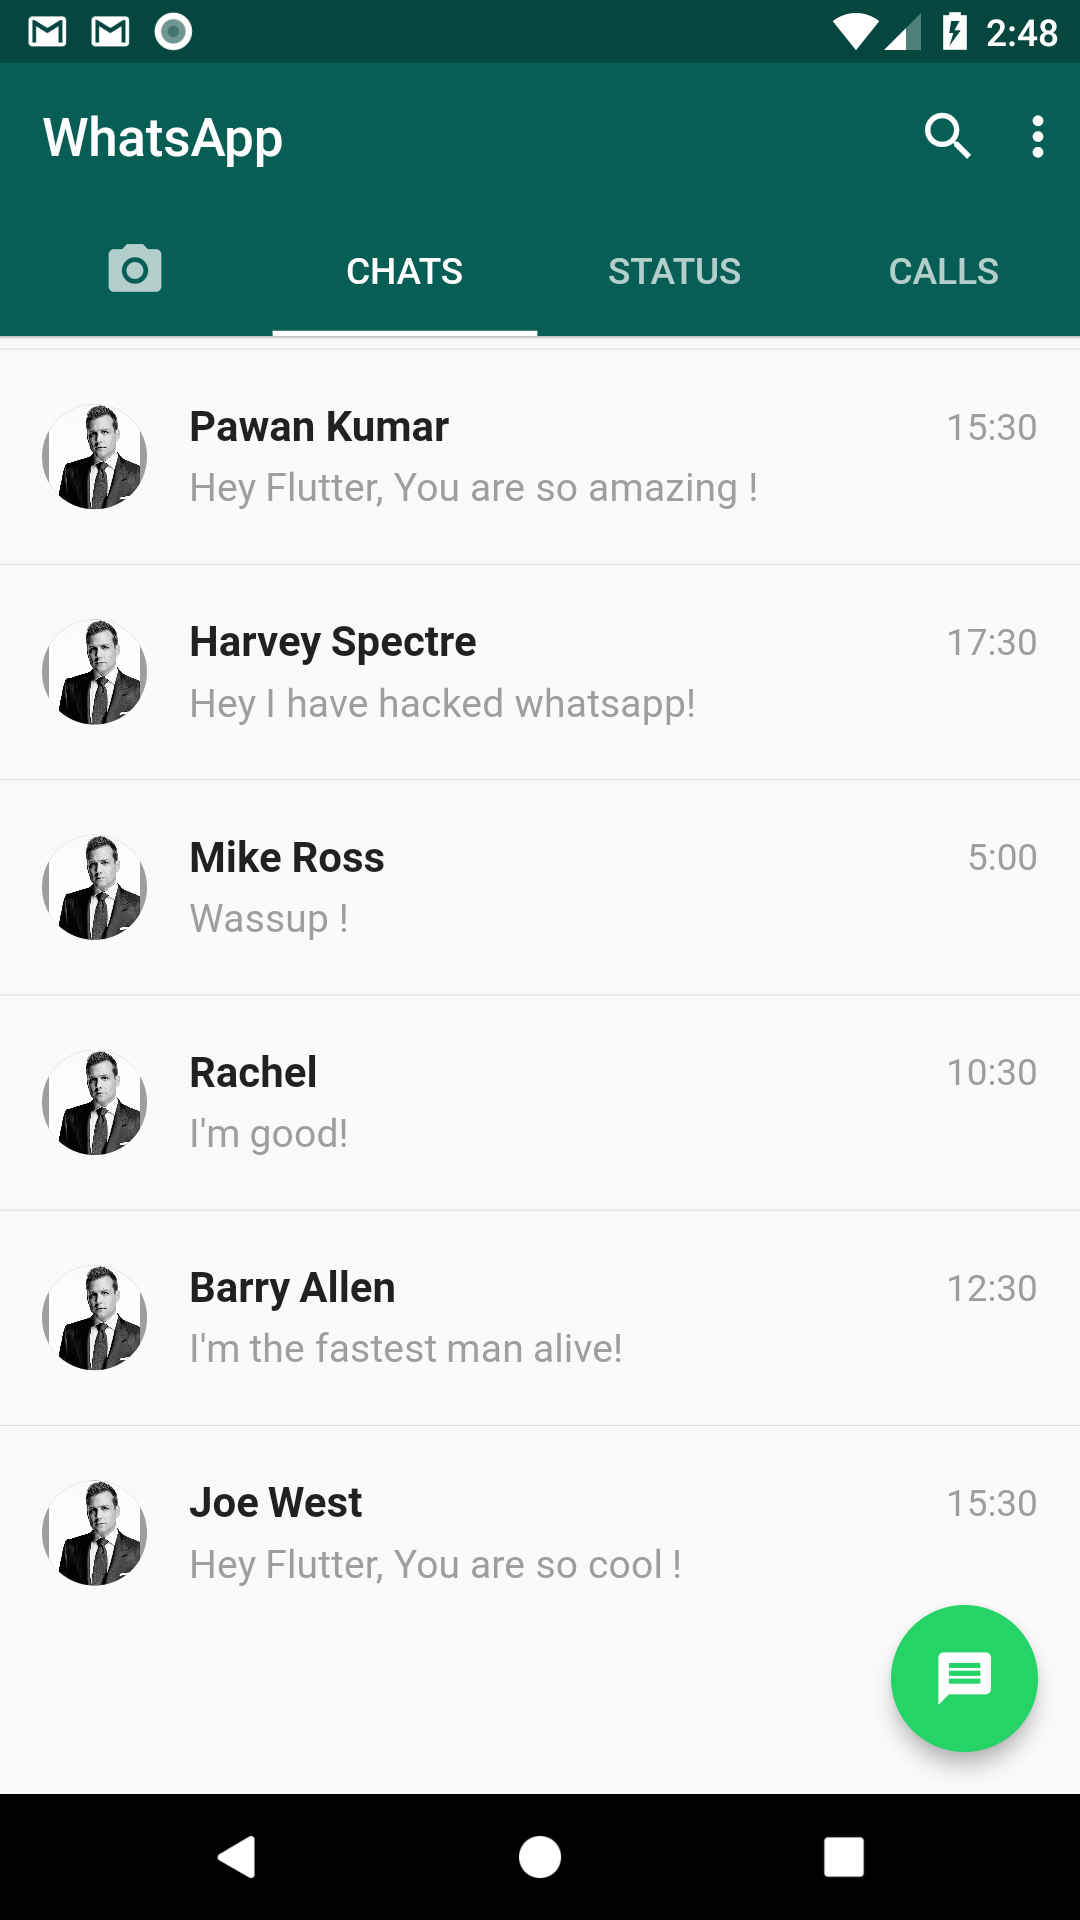 2:48
WhatsApp
CHATS STATUS CALLS
Pawan Kumar 15:30
Hey Flutter, You are so amazing !
Harvey Spectre 17:30
Hey I have hacked whatsapp!
Mike Ross 5:00
Wassup !
Rachel 10:30
I'm good!
Barry Allen 12:30
I'm the fastest man alive!
Joe West 15:30
Hey Flutter, You are so cool !